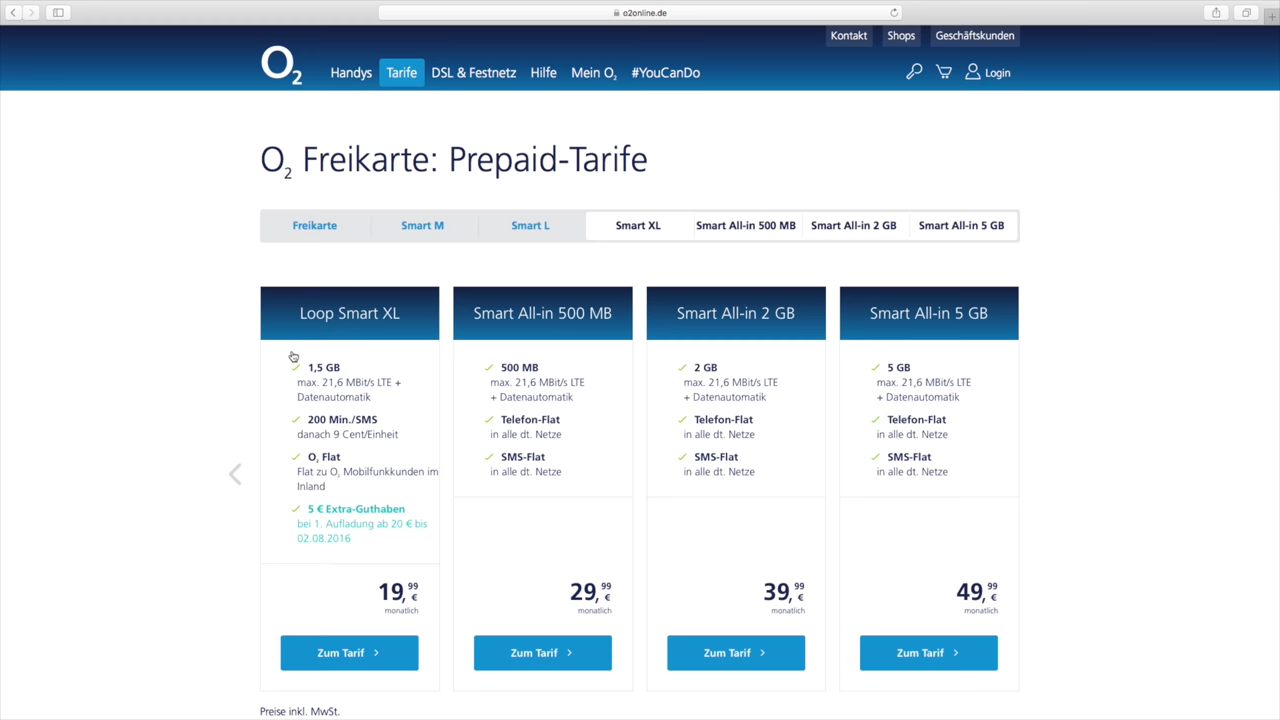 o2online.de
Kontakt Shops Geschäftskunden
O2 Handys Tarife DSL & Festnetz Hilfe Mein O2 #YouCanDo Login
O2 Freikarte: Prepaid-Tarife
Freikarte Smart M Smart L Smart XL Smart All-in 500 MB Smart All-in 2 GB Smart All-in 5 GB
Loop Smart XL
1,5 GB
max. 21,6 MBit/s LTE +
Datenautomatik
200 Min./SMS
danach 9 Cent/Einheit
O2 Flat
Flat zu O2 Mobilfunkkunden im
Inland
5 € Extra-Guthaben
bei 1. Aufladung ab 20 € bis
02.08.2016
19,99 €
monatlich
Zum Tarif
Smart All-in 500 MB
500 MB
max. 21,6 MBit/s LTE
+ Datenautomatik
Telefon-Flat
in alle dt. Netze
SMS-Flat
in alle dt. Netze
29,99 €
monatlich
Zum Tarif
Smart All-in 2 GB
2 GB
max. 21,6 MBit/s LTE
+ Datenautomatik
Telefon-Flat
in alle dt. Netze
SMS-Flat
in alle dt. Netze
39,99 €
monatlich
Zum Tarif
Smart All-in 5 GB
5 GB
max. 21,6 MBit/s LTE
+ Datenautomatik
Telefon-Flat
in alle dt. Netze
SMS-Flat
in alle dt. Netze
49,99 €
monatlich
Zum Tarif
Preise inkl. MwSt.